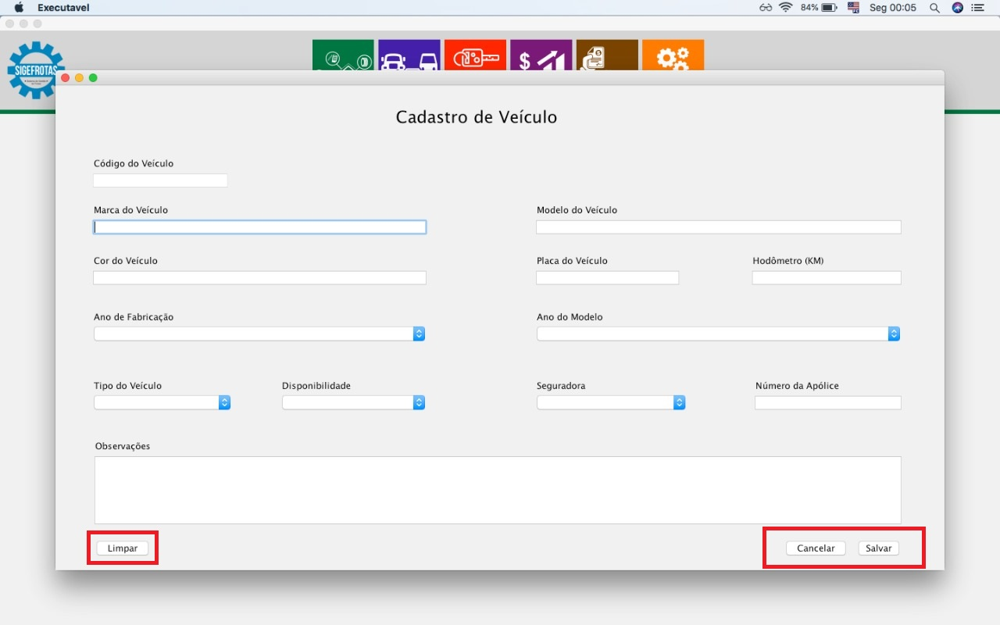 Executavel
84%
Seg 00:05
SIGEFROTAS
Cadastro de Veículo
Código do Veículo
Marca do Veículo
Modelo do Veículo
Cor do Veículo
Placa do Veículo
Hodômetro (KM)
Ano de Fabricação
Ano do Modelo
Tipo do Veículo
Disponibilidade
Seguradora
Número da Apólice
Observações
Limpar
Cancelar
Salvar